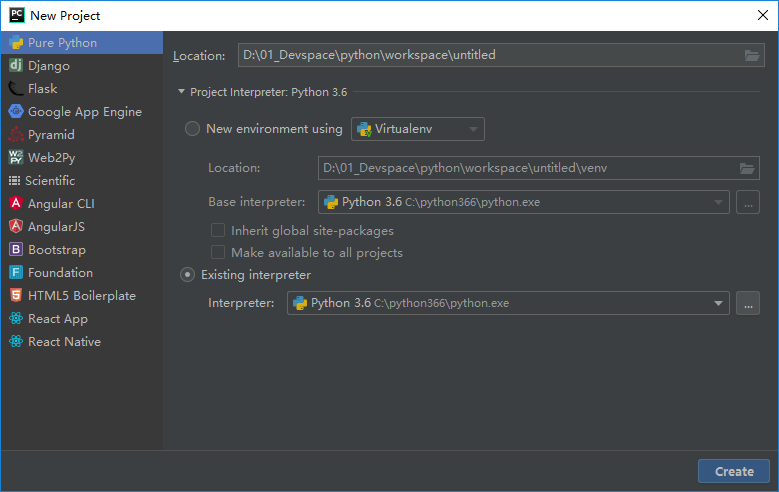 PC New Project
Pure Python
Django
Flask
Google App Engine
Pyramid
Web2Py
Scientific
Angular CLI
AngularJS
Bootstrap
Foundation
HTML5 Boilerplate
React App
React Native
Location: D:\01_Devspace\python\workspace\untitled
Project Interpreter: Python 3.6
New environment using Virtualenv
Location: D:\01_Devspace\python\workspace\untitled\venv
Base interpreter: Python 3.6 C:\python366\python.exe ...
Inherit global site-packages
Make available to all projects
Existing interpreter
Interpreter: Python 3.6 C:\python366\python.exe ...
Create